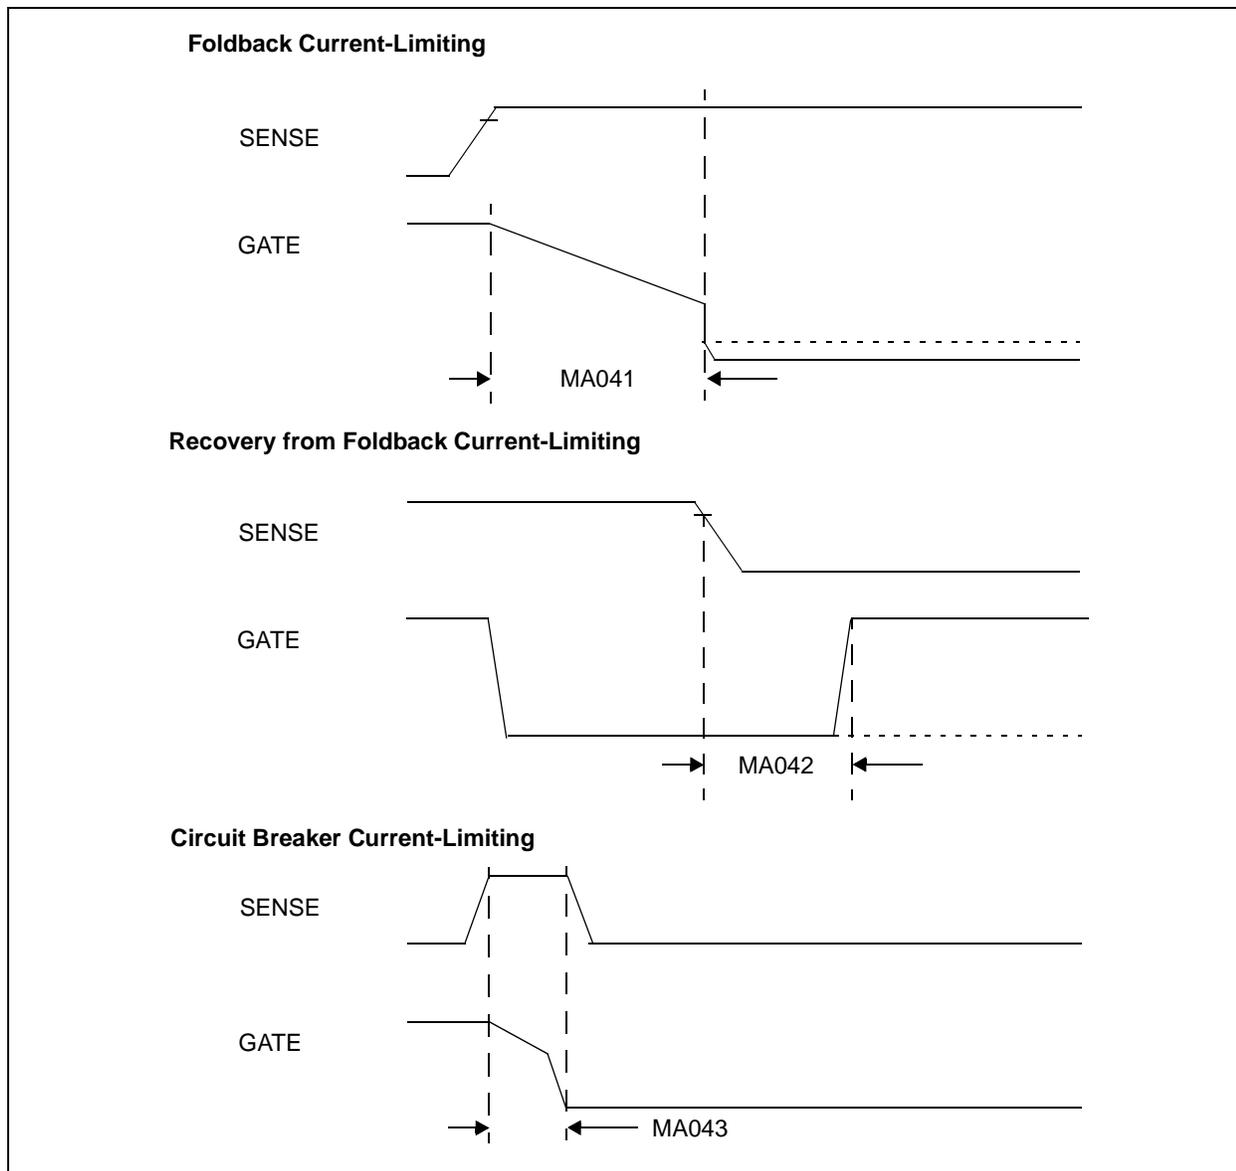 Foldback Current-Limiting
SENSE
GATE
MA041
Recovery from Foldback Current-Limiting
SENSE
GATE
MA042
Circuit Breaker Current-Limiting
SENSE
GATE
MA043